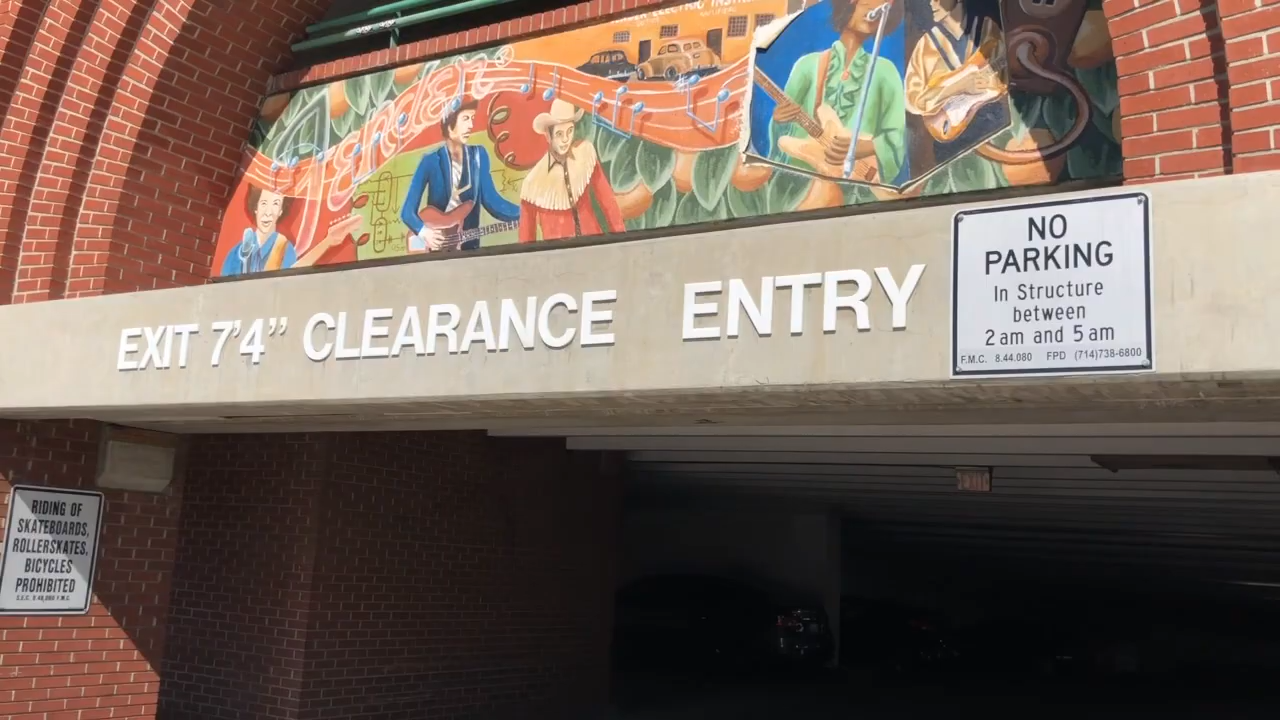 ELECTRIC
Fender
EXIT 7'4" CLEARANCE ENTRY
NO
PARKING
In Structure
between
2 am and 5 am
F.M.C. 8.44.080 FPD (714)738-6800
EXIT
RIDING OF
SKATEBOARDS,
ROLLERSKATES,
BICYCLES
PROHIBITED